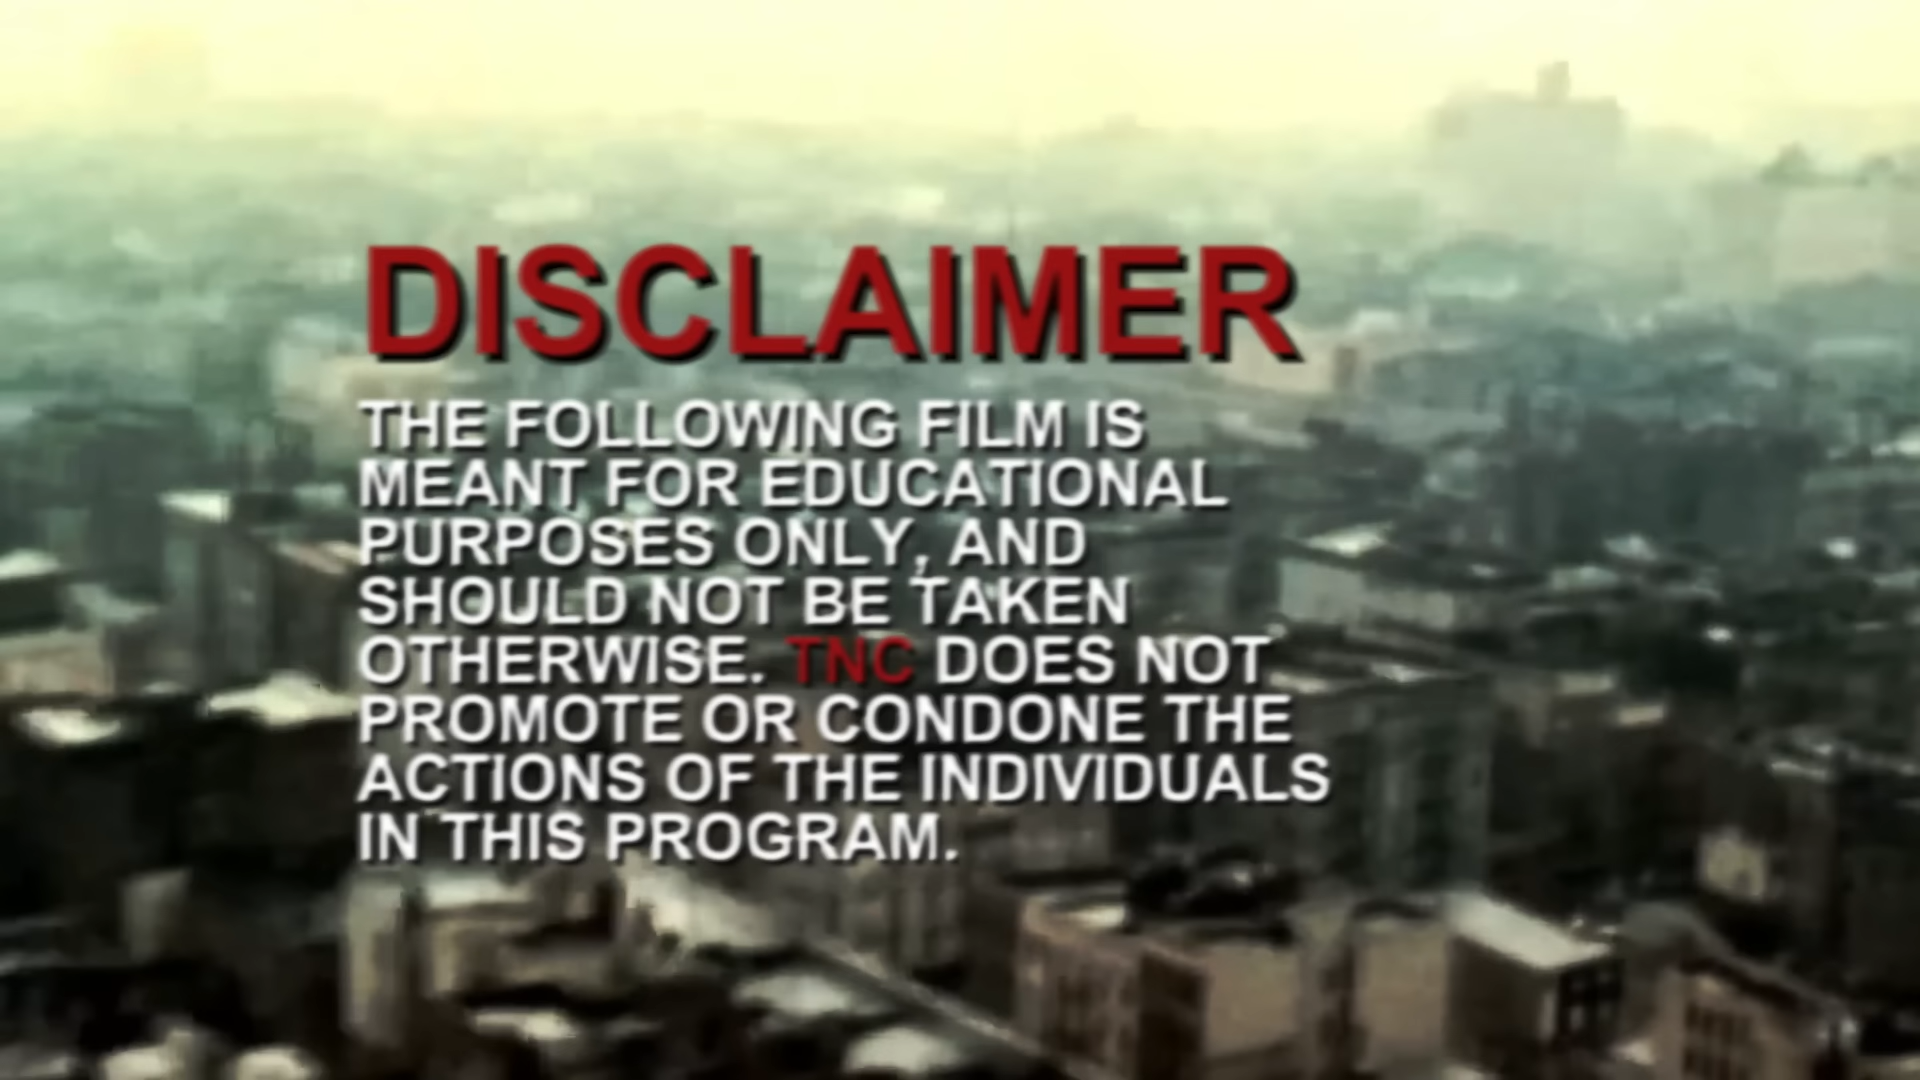 DISCLAIMER
THE FOLLOWING FILM IS
MEANT FOR EDUCATIONAL
PURPOSES ONLY, AND
SHOULD NOT BE TAKEN
OTHERWISE. TNC DOES NOT
PROMOTE OR CONDONE THE
ACTIONS OF THE INDIVIDUALS
IN THIS PROGRAM.